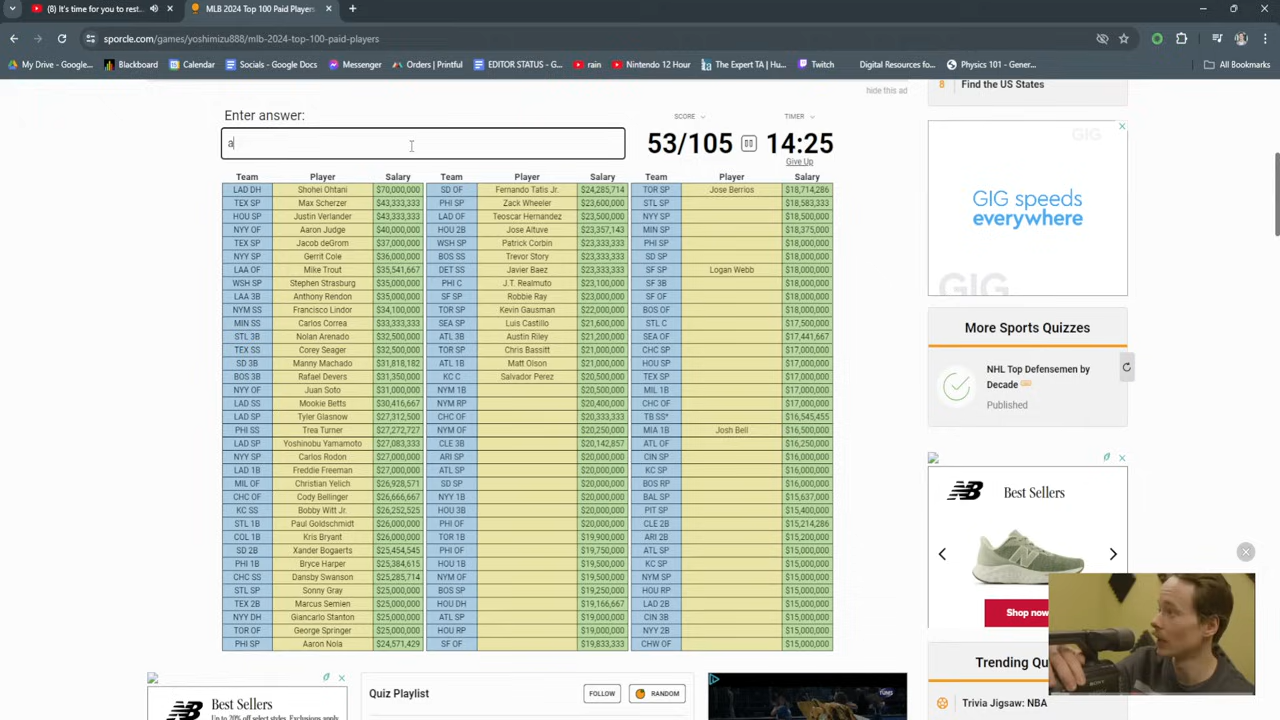 (8) It's time for you to rest
MLB 2024 Top 100 Paid Players
sporcle.com/games/yoshimizu888/mlb-2024-top-100-paid-players
My Drive - Google D...
Blackboard
Calendar
Socials - Google Docs
Facebook
Messenger
Orders | Printful
EDITOR STATUS - G...
rain
Nintendo 12 Hour
The Expert TA | Hu...
Twitch
Digital Resources fo...
Physics 101 – Gener...
All Bookmarks
hide this ad
8 Find the US States
Enter answer:
a
SCORE
53/105
TIMER
14:25
Give Up
Team Player Salary Team Player Salary Team Player Salary
LAD DH Shohei Ohtani $70,000,000 SD OF Fernando Tatis Jr. $24,285,714 TOR SP Jose Berrios $18,714,286
TEX SP Max Scherzer $43,333,333 PHI SP Zack Wheeler $23,600,000 STL SP $18,583,333
HOU SP Justin Verlander $43,333,333 LAD OF Teoscar Hernandez $23,500,000 NYY SP $18,500,000
NYY OF Aaron Judge $40,000,000 HOU 2B Jose Altuve $23,357,143 MIN SP $18,375,000
TEX SP Jacob deGrom $37,000,000 WSH SP Patrick Corbin $23,333,333 PHI SP $18,000,000
NYY SP Gerrit Cole $36,000,000 BOS SS Trevor Story $23,333,333 SD SP $18,000,000
LAA OF Mike Trout $35,541,667 DET SS Javier Baez $23,333,333 SF SP Logan Webb $18,000,000
WSH SP Stephen Strasburg $35,000,000 PHI C J.T. Realmuto $23,100,000 SF 3B $18,000,000
LAA 3B Anthony Rendon $35,000,000 SF SP Robbie Ray $23,000,000 SF OF $18,000,000
NYM SS Francisco Lindor $34,100,000 TOR SP Kevin Gausman $22,000,000 BOS OF $18,000,000
MIN SS Carlos Correa $33,333,333 SEA SP Luis Castillo $21,600,000 STL C $17,500,000
STL 3B Nolan Arenado $32,500,000 ATL 3B Austin Riley $21,200,000 SEA OF $17,441,667
TEX SS Corey Seager $32,500,000 TOR SP Chris Bassitt $21,000,000 CHC SP $17,000,000
SD 3B Manny Machado $31,818,182 ATL 1B Matt Olson $21,000,000 HOU SP $17,000,000
BOS 3B Rafael Devers $31,350,000 KC C Salvador Perez $20,500,000 TEX SP $17,000,000
NYY OF Juan Soto $31,000,000 NYM 1B $20,500,000 MIL 1B $17,000,000
LAD SS Mookie Betts $30,416,667 NYM RP $20,400,000 CHC OF $17,000,000
LAD SP Tyler Glasnow $27,312,500 CHC OF $20,333,333 TB SS* $16,545,455
PHI SS Trea Turner $27,272,727 NYM OF $20,250,000 MIA 1B Josh Bell $16,500,000
LAD SP Yoshinobu Yamamoto $27,083,333 CLE 3B $20,142,857 ATL OF $16,250,000
NYY SP Carlos Rodon $27,000,000 ARI SP $20,000,000 CIN SP $16,000,000
LAD 1B Freddie Freeman $27,000,000 ATL SP $20,000,000 KC SP $16,000,000
MIL OF Christian Yelich $26,928,571 SD SP $20,000,000 BOS RP $16,000,000
CHC OF Cody Bellinger $26,666,667 NYY 1B $20,000,000 BAL SP $15,637,000
KC SS Bobby Witt Jr. $26,252,525 HOU 3B $20,000,000 PIT SP $15,400,000
STL 1B Paul Goldschmidt $26,000,000 PHI OF $20,000,000 CLE 2B $15,214,286
COL 1B Kris Bryant $26,000,000 TOR 1B $19,900,000 ARI 2B $15,200,000
SD 2B Xander Bogaerts $25,454,545 PHI OF $19,750,000 ATL SP $15,000,000
PHI 1B Bryce Harper $25,384,615 HOU 1B $19,500,000 KC SP $15,000,000
CHC SS Dansby Swanson $25,285,714 NYM OF $19,500,000 NYM SP $15,000,000
STL SP Sonny Gray $25,000,000 BOS SP $19,250,000 HOU RP $15,000,000
TEX 2B Marcus Semien $25,000,000 HOU DH $19,166,667 LAD 2B $15,000,000
NYY DH Giancarlo Stanton $25,000,000 ATL SP $19,000,000 CIN 3B $15,000,000
TOR OF George Springer $25,000,000 HOU RP $19,000,000 NYY 2B $15,000,000
PHI SP Aaron Nola $24,571,429 SF OF $19,833,333 CHW OF $15,000,000
GIG
GIG speeds
everywhere
GIG
More Sports Quizzes
NHL Top Defensemen by
Decade
Published
Best Sellers
Shop now
SONY
Trending Qu
Trivia Jigsaw: NBA
Best Sellers
Up to 20% off select styles. Exclusions apply.
Quiz Playlist
FOLLOW
RANDOM